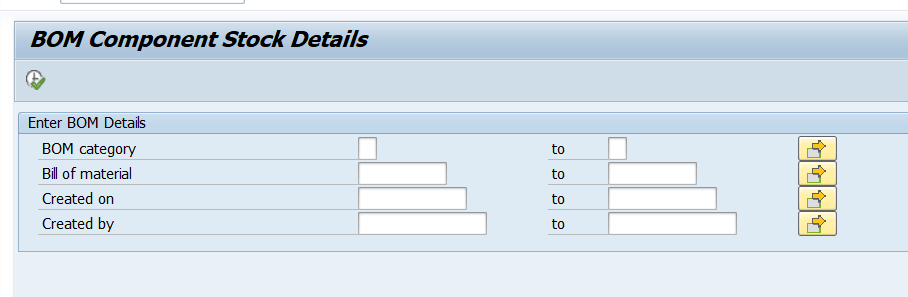 BOM Component Stock Details
Enter BOM Details
BOM category to
Bill of material to
Created on to
Created by to